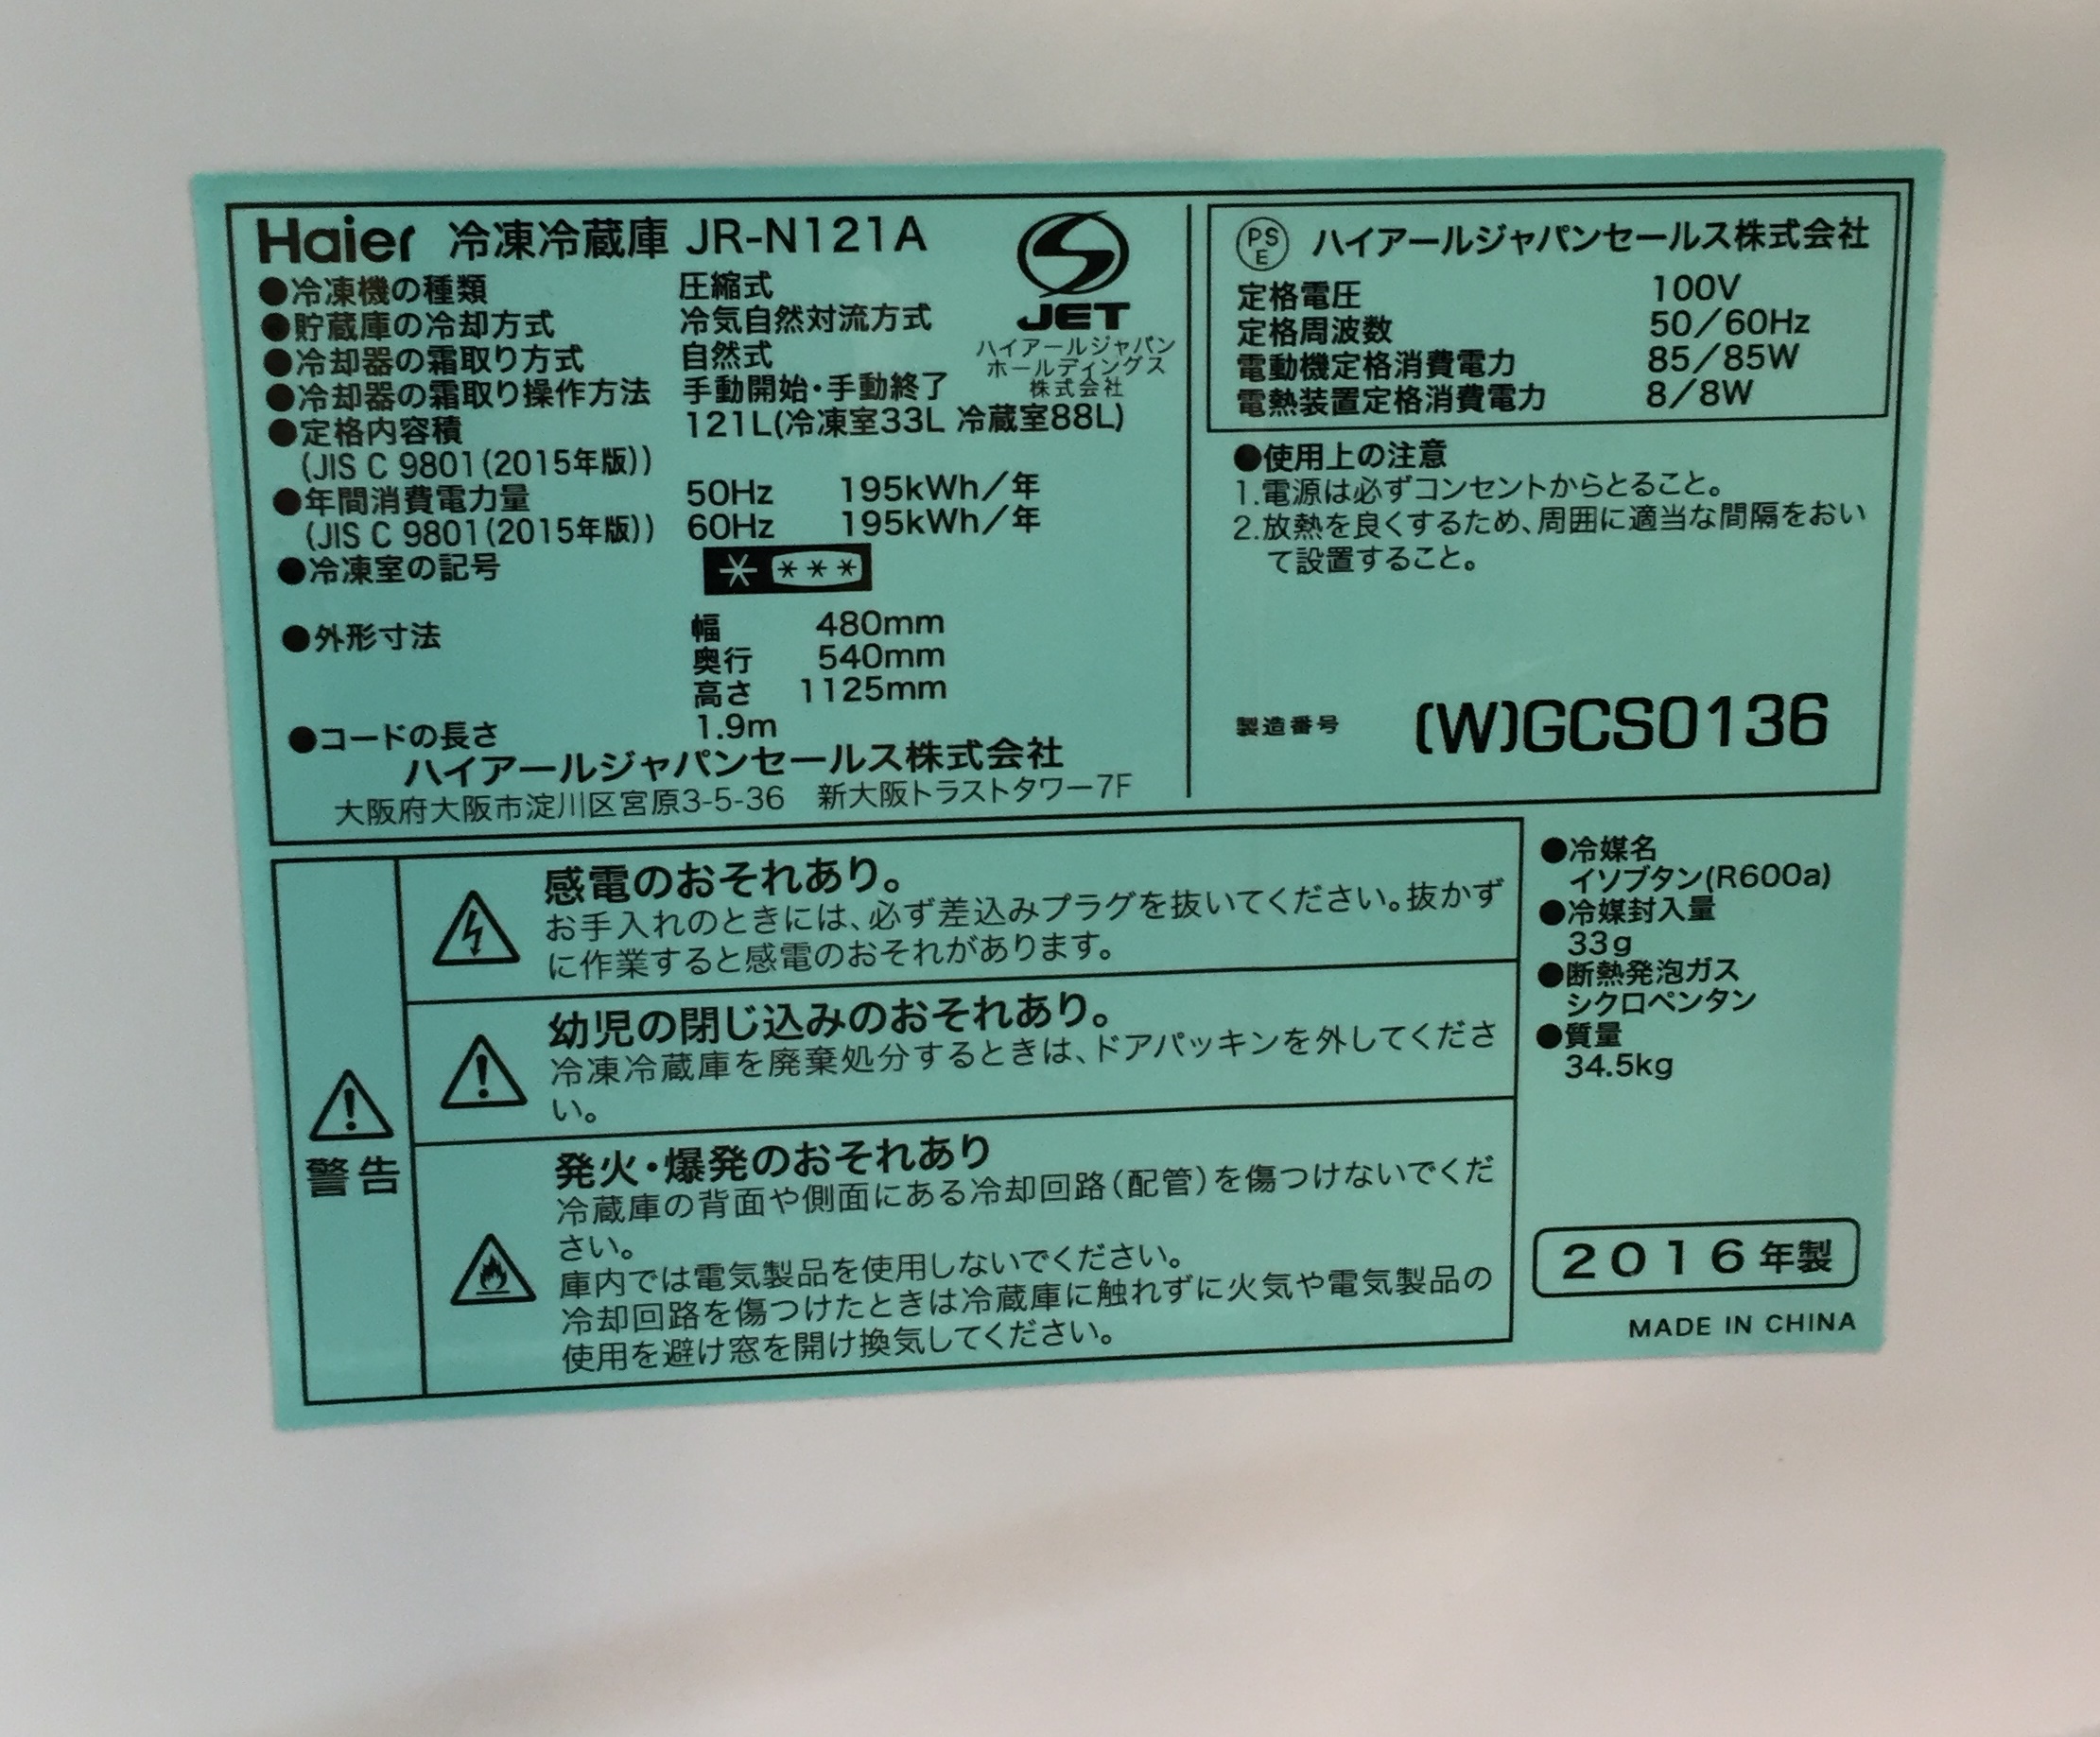 Haier 冷凍冷蔵庫 JR-N121A
●冷凍機の種類 圧縮式
●貯蔵庫の冷却方式 冷気自然対流方式
●冷却器の霜取り方式 自然式
●冷却器の霜取り操作方法 手動開始・手動終了
●定格内容積 121L(冷凍室33L 冷蔵室88L)
(JIS C 9801(2015年版))
●年間消費電力量 50Hz 195kWh/年
(JIS C 9801(2015年版)) 60Hz 195kWh/年
●冷凍室の記号 * ***
●外形寸法 幅 480mm
奥行 540mm
高さ 1125mm
●コードの長さ 1.9m
ハイアールジャパンセールス株式会社
大阪府大阪市淀川区宮原3-5-36 新大阪トラストタワー7F
JET
ハイアールジャパン
ホールディングス
株式会社
PS
E ハイアールジャパンセールス株式会社
定格電圧 100V
定格周波数 50/60Hz
電動機定格消費電力 85/85W
電熱装置定格消費電力 8/8W
●使用上の注意
1.電源は必ずコンセントからとること。
2.放熱を良くするため、周囲に適当な間隔をおい
て設置すること。
製造番号 (W)GCS0136
警告
感電のおそれあり。
お手入れのときには、必ず差込みプラグを抜いてください。抜かず
に作業すると感電のおそれがあります。
幼児の閉じ込みのおそれあり。
冷凍冷蔵庫を廃棄処分するときは、ドアパッキンを外してくださ
い。
発火・爆発のおそれあり
冷蔵庫の背面や側面にある冷却回路(配管)を傷つけないでくだ
さい。
庫内では電気製品を使用しないでください。
冷却回路を傷つけたときは冷蔵庫に触れずに火気や電気製品の
使用を避け窓を開け換気してください。
●冷媒名
イソブタン(R600a)
●冷媒封入量
33g
●断熱発泡ガス
シクロペンタン
●質量
34.5kg
2016年製
MADE IN CHINA